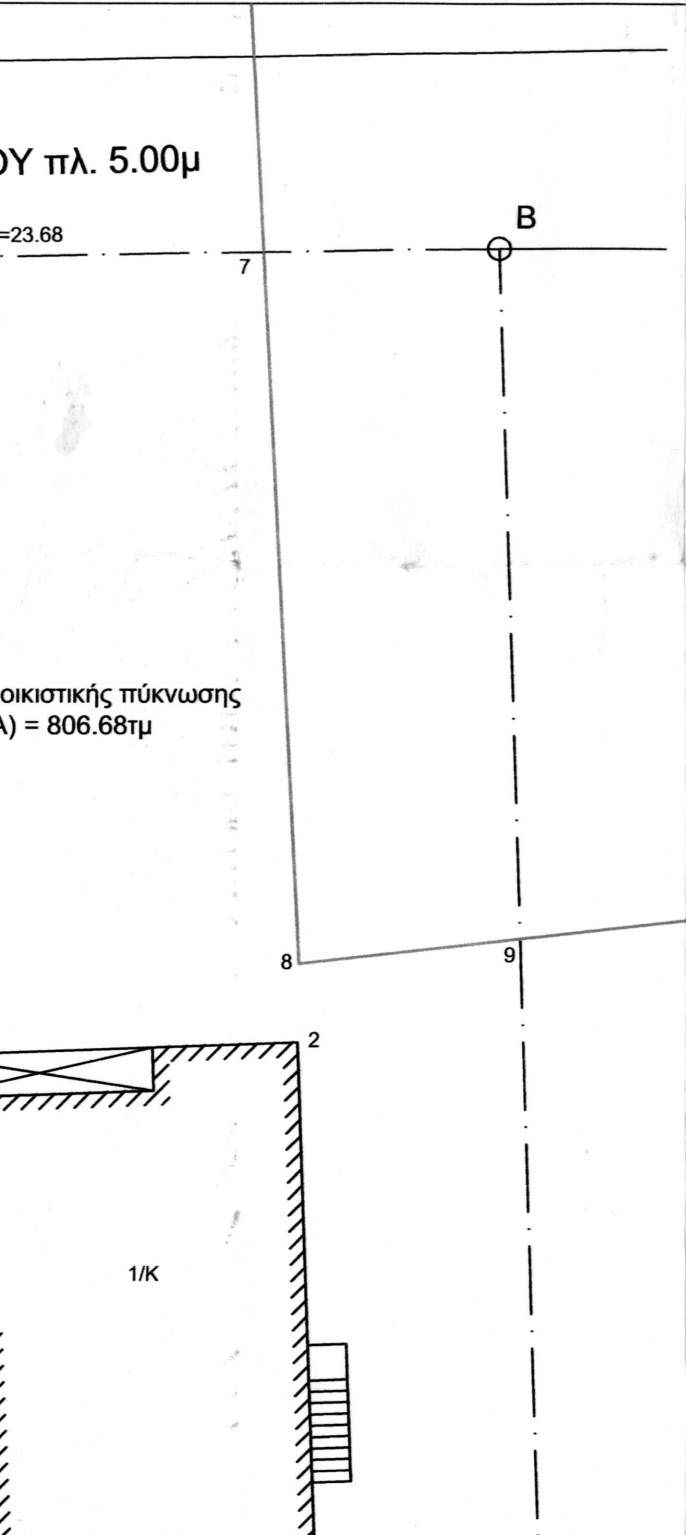 ΟΥ πλ. 5.00μ
B
=23.68
7
οικιστικής πύκνωσης
Α) = 806.68τμ
8
9
2
1/Κ